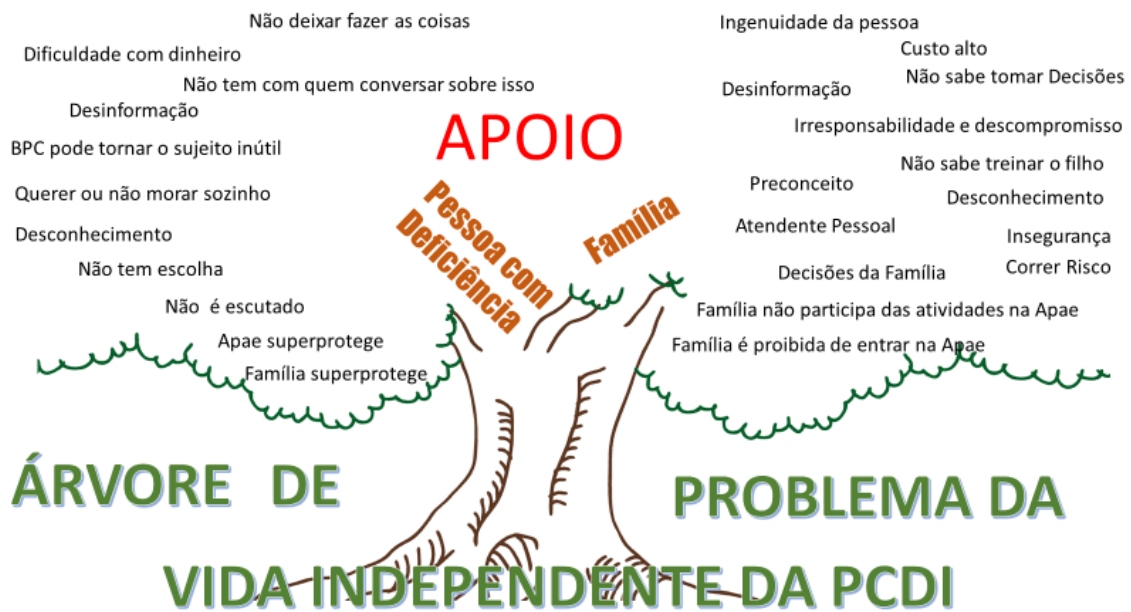 Não deixar fazer as coisas
Dificuldade com dinheiro
Não tem com quem conversar sobre isso
Desinformação
BPC pode tornar o sujeito inútil
Querer ou não morar sozinho
Desconhecimento
Não tem escolha
Não é escutado
Apae superprotege
Família superprotege
APOIO
Pessoa com
Deficiência
Família
Ingenuidade da pessoa
Custo alto
Não sabe tomar Decisões
Desinformação
Irresponsabilidade e descompromisso
Não sabe treinar o filho
Preconceito
Desconhecimento
Atendente Pessoal
Insegurança
Correr Risco
Decisões da Família
Família não participa das atividades na Apae
Família é proibida de entrar na Apae
ÁRVORE DE
PROBLEMA DA
VIDA INDEPENDENTE DA PCDI